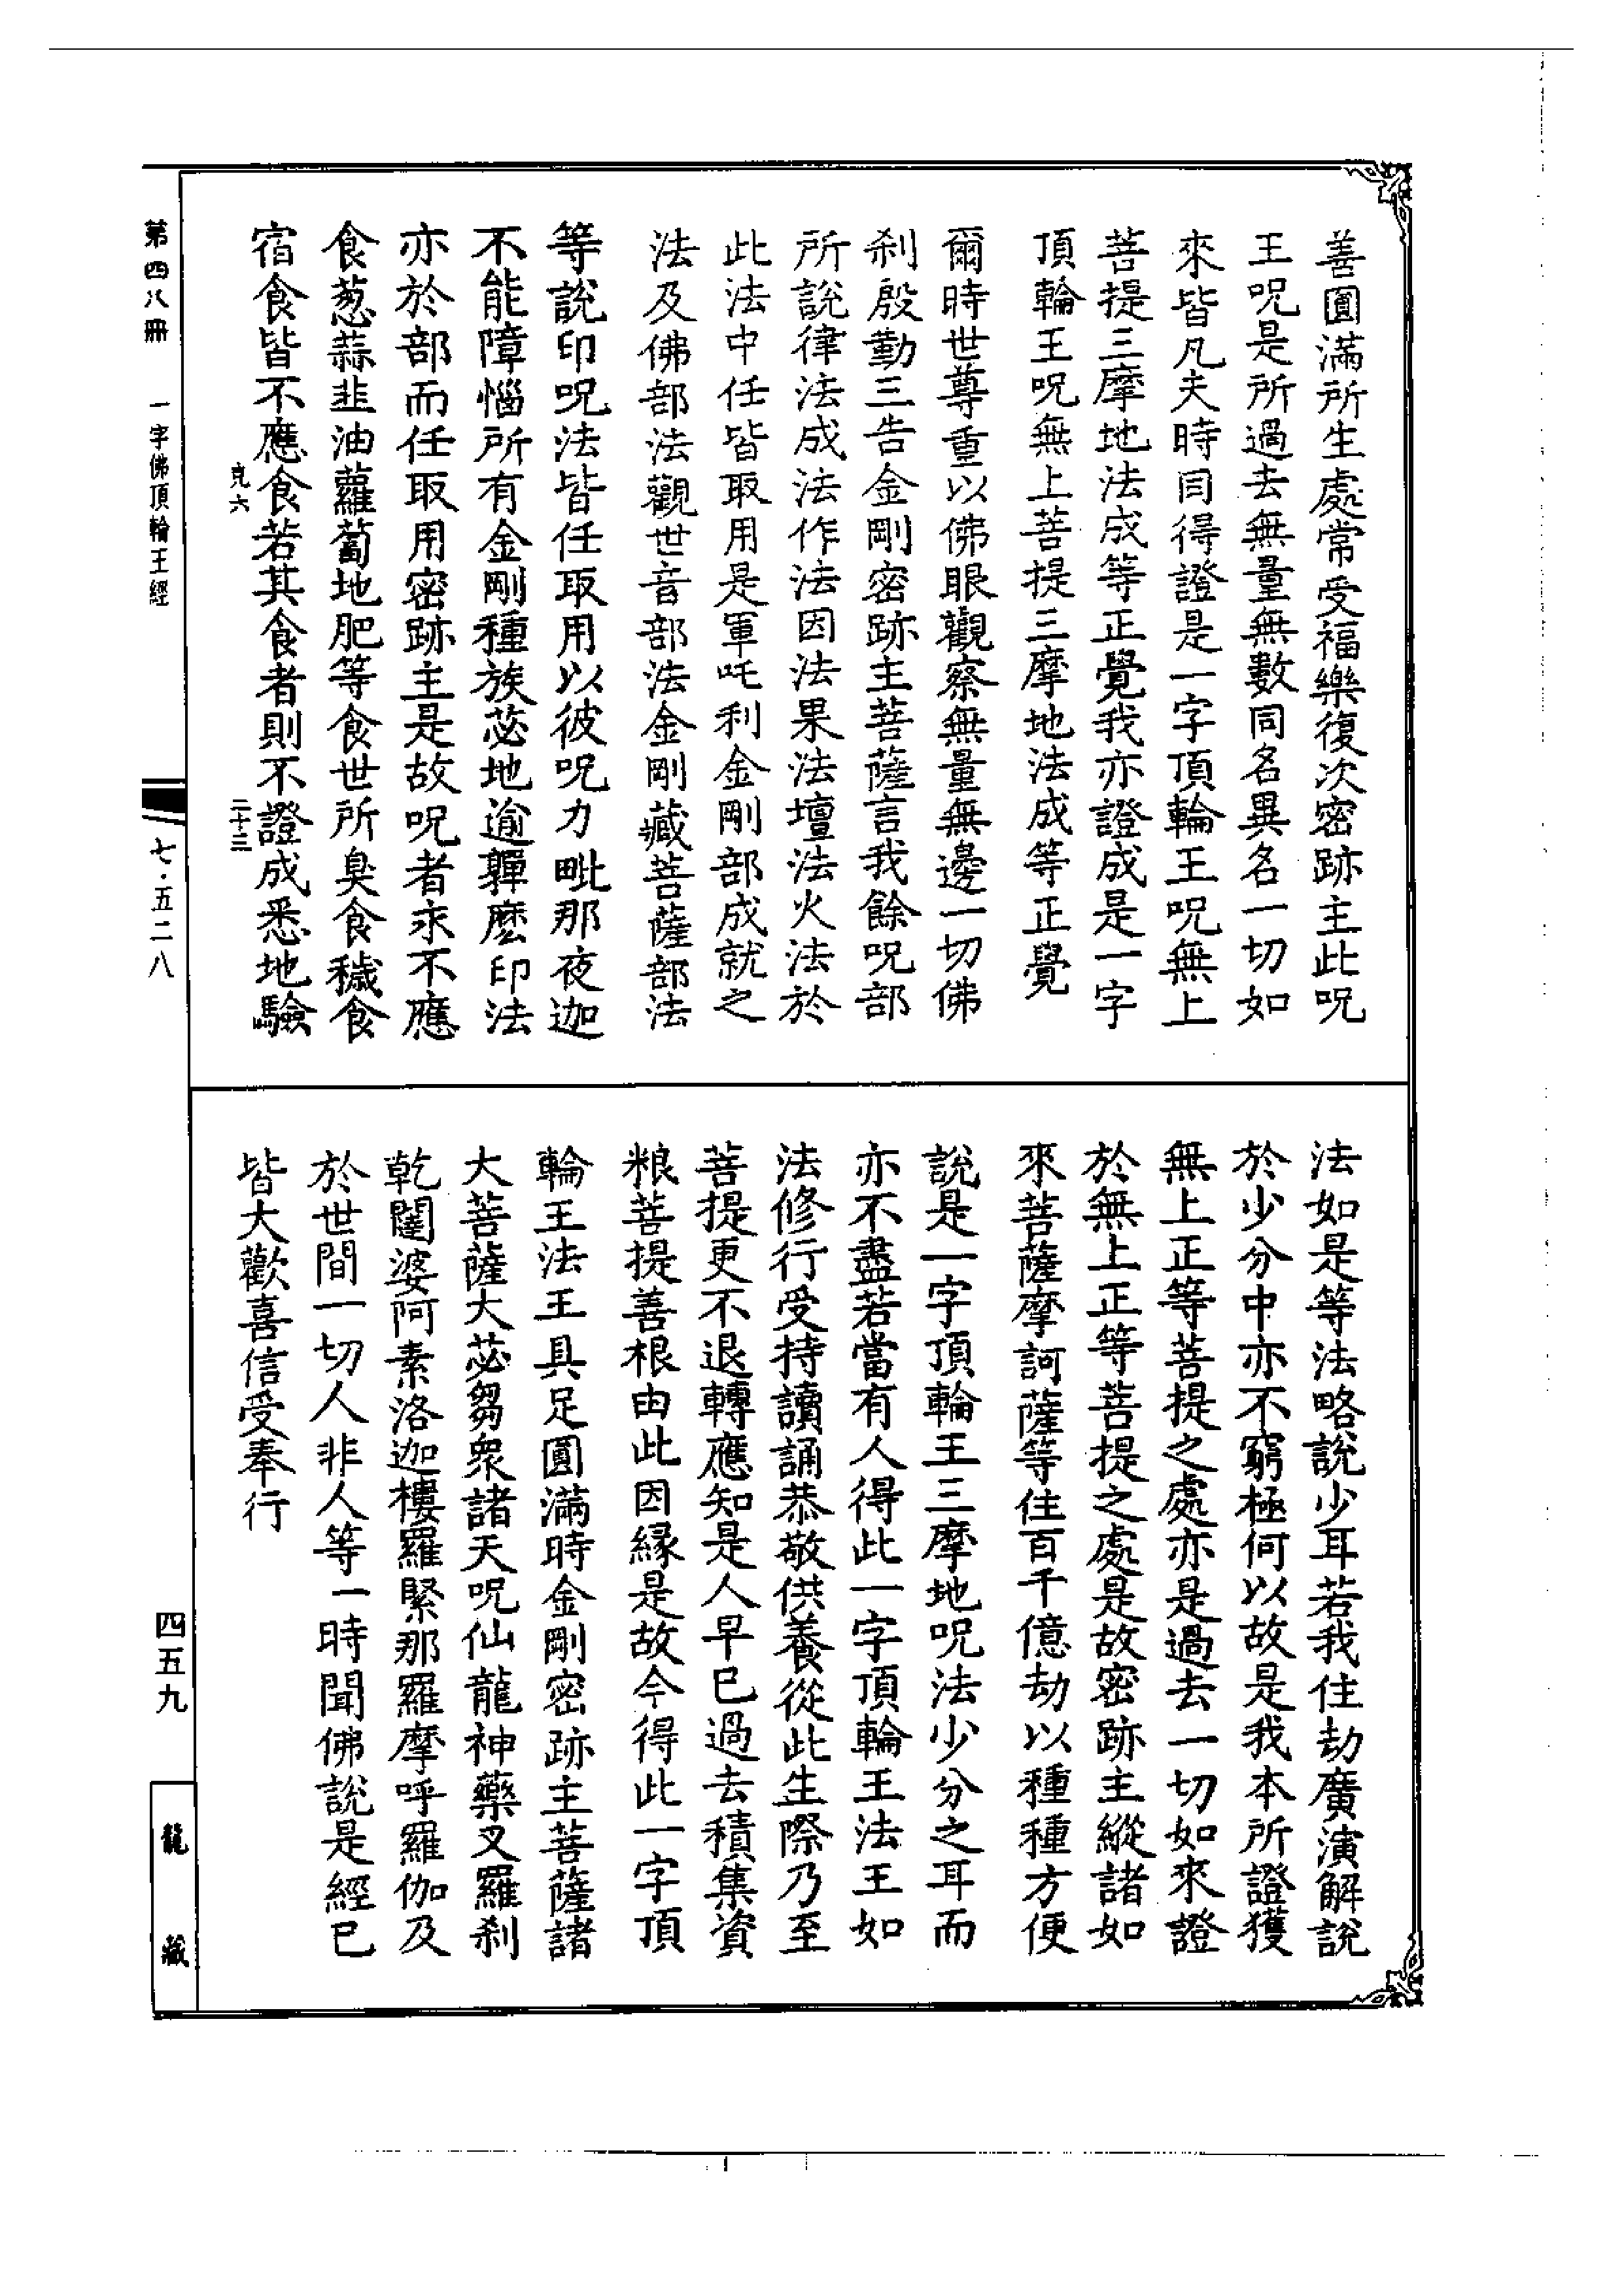 善圓滿所生處常受福樂復次密跡主此呪
王呪是所過去無量無數同名異名一切如
來皆凡夫時同得證是一字頂輪王呪無上
菩提三摩地法成等正覺我亦證成是一字
頂輪王呪無上菩提三摩地法成等正覺
爾時世尊重以佛眼觀察無量無邊一切佛
剎殷勤三告金剛密跡主菩薩言我餘呪部
所說律法成法作法因法果法壇法火法於
此法中任皆取用是軍吒利金剛部成就之
法及佛部法觀世音部法金剛藏菩薩部法
等說印呪法皆任取用以彼呪力毗那夜迦
不能障惱所有金剛種族苾地逾鞸麽印法
亦於部而任取用密跡主是故呪者求不應
食葱蒜韭油蘿蔔地肥等食世所臭食穢食
宿食皆不應食若其食者則不證成悉地驗
克六
二十三
法如是等法略說少耳若我住劫廣演解說
於少分中亦不窮極何以故是我本所證獲
無上正等菩提之處亦是過去一切如來證
於無上正等菩提之處是故密跡主縱諸如
來菩薩摩訶薩等住百千億劫以種種方便
說是一字頂輪王三摩地呪法少分之耳而
亦不盡若當有人得此一字頂輪王法王如
法修行受持讀誦恭敬供養從此生際乃至
菩提更不退轉應知是人早已過去積集資
粮菩提善根由此因緣是故今得此一字頂
輪王法王具足圓滿時金剛密跡主菩薩諸
大菩薩大苾芻衆諸天呪仙龍神藥叉羅刹
乾闥婆阿素洛迦樓羅緊那羅摩呼羅伽及
於世間一切人非人等一時聞佛說是經已
皆大歡喜信受奉行
第四八冊
一字佛頂輪王經
七·五二八
四五九
龍藏